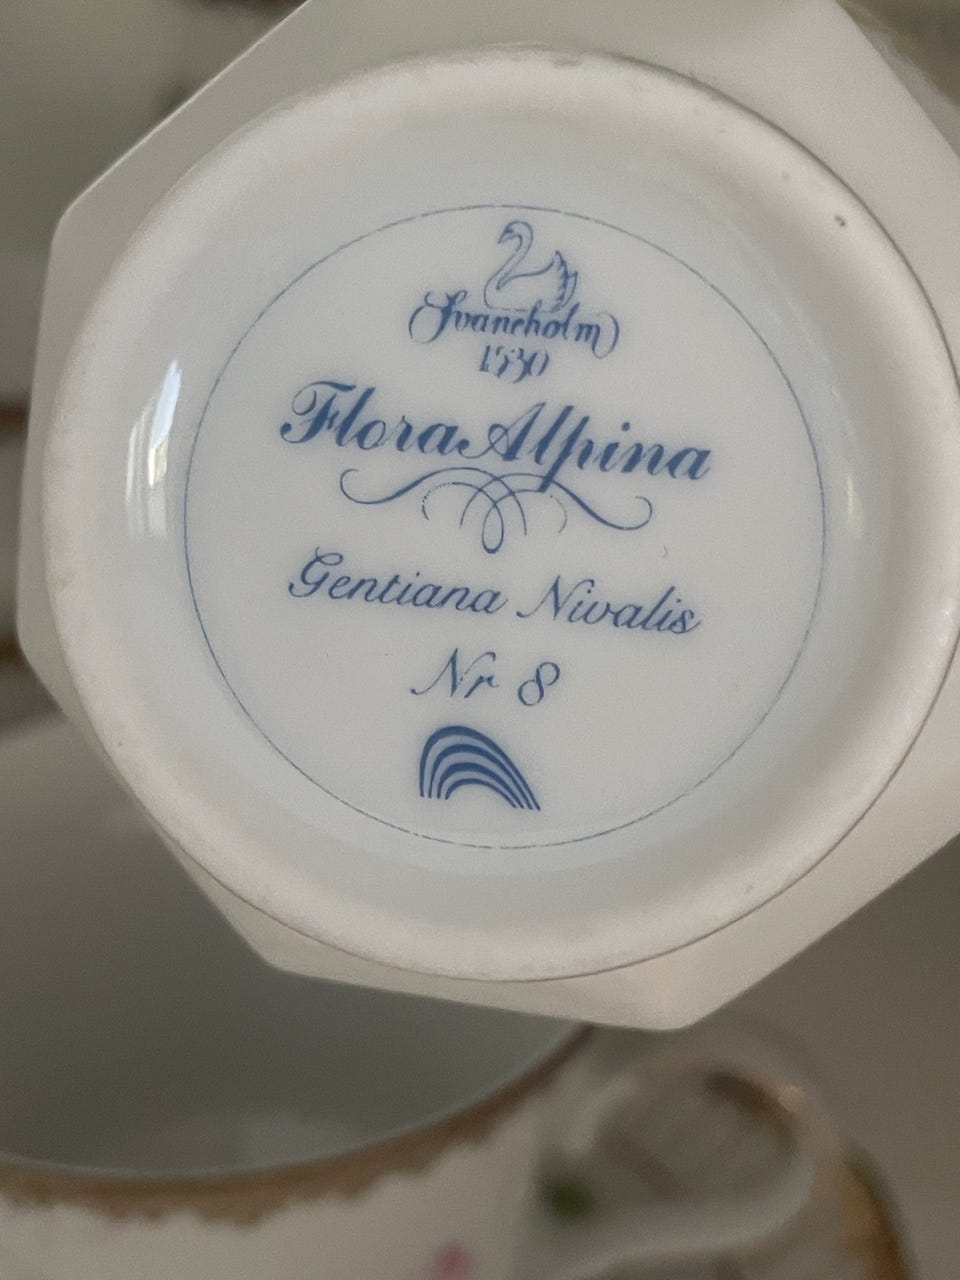 Svaneholm
1530
Flora Alpina
Gentiana Nivalis
Nr 8